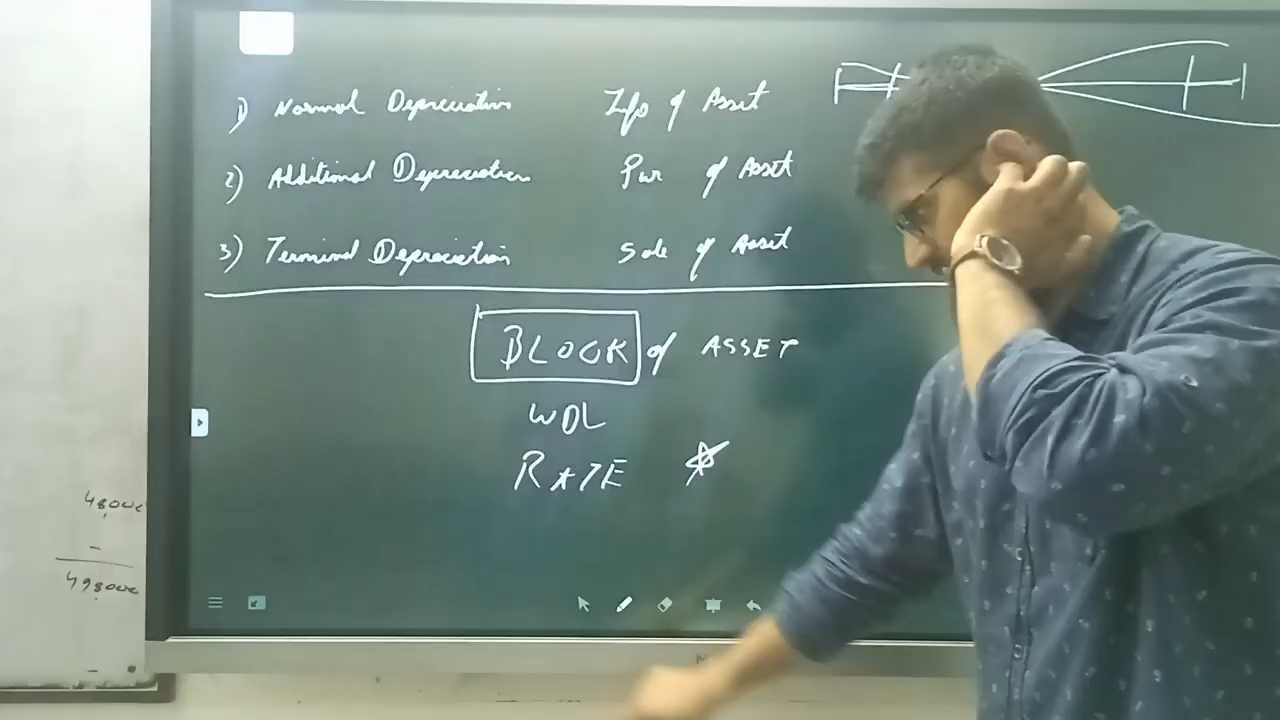 1) Normal Depreciation Life of Asset
2) Additional Depreciation Pur of Asset
3) Terminal Depreciation Sale of Asset
BLOCK of ASSET
WDV
RATE
48000
49800